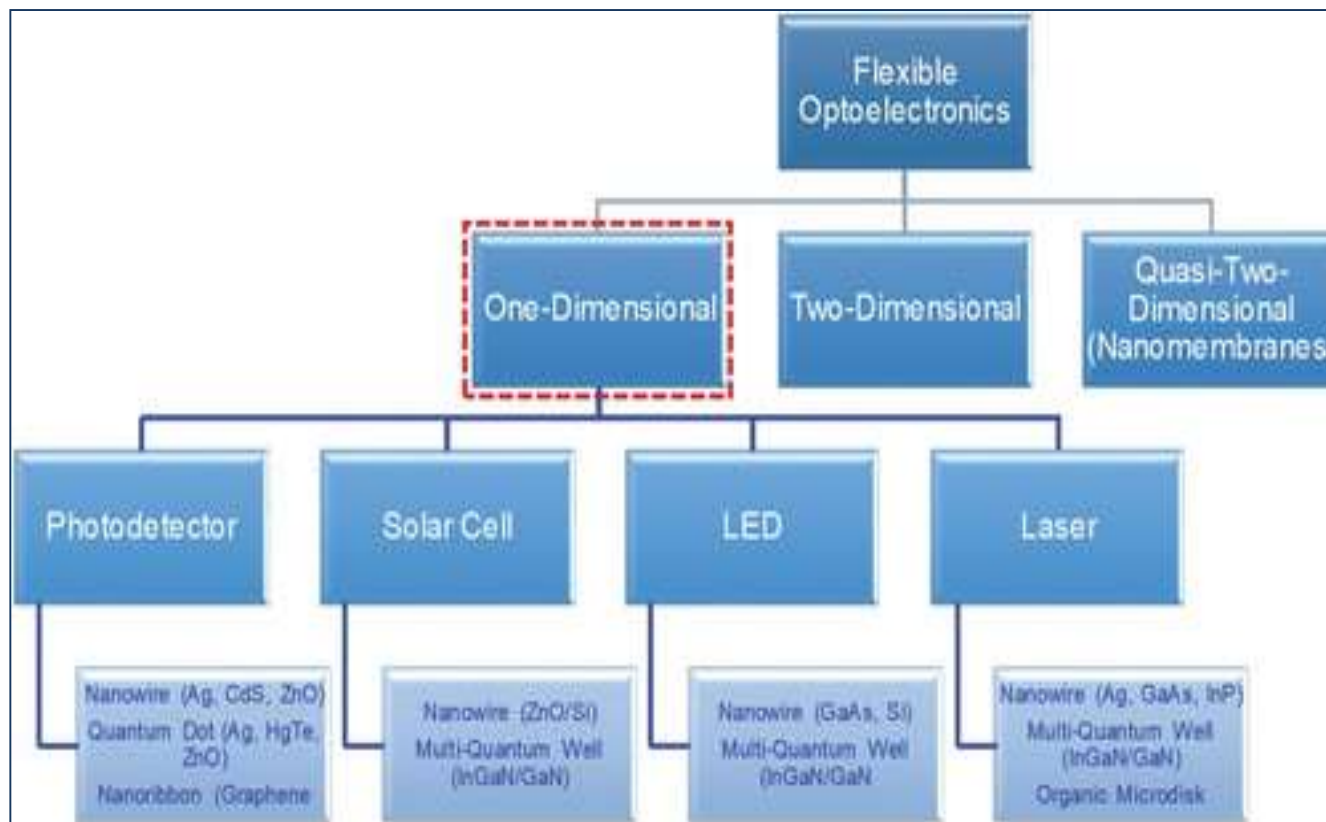 Flexible
Optoelectronics
One-Dimensional
Two-Dimensional
Quasi-Two-
Dimensional
(Nanomembranes
Photodetector
Solar Cell
LED
Laser
Nanowire (Ag, CdS, ZnO)
Quantum Dot (Ag, HgTe,
ZnO)
Nanoribbon (Graphene
Nanowire (ZnO/Si)
Multi-Quantum Well
(InGaN/GaN)
Nanowire (GaAs, Si)
Multi-Quantum Well
(InGaN/GaN
Nanowire (Ag, GaAs, InP)
Multi-Quantum Well
(InGaN/GaN)
Organic Microdisk